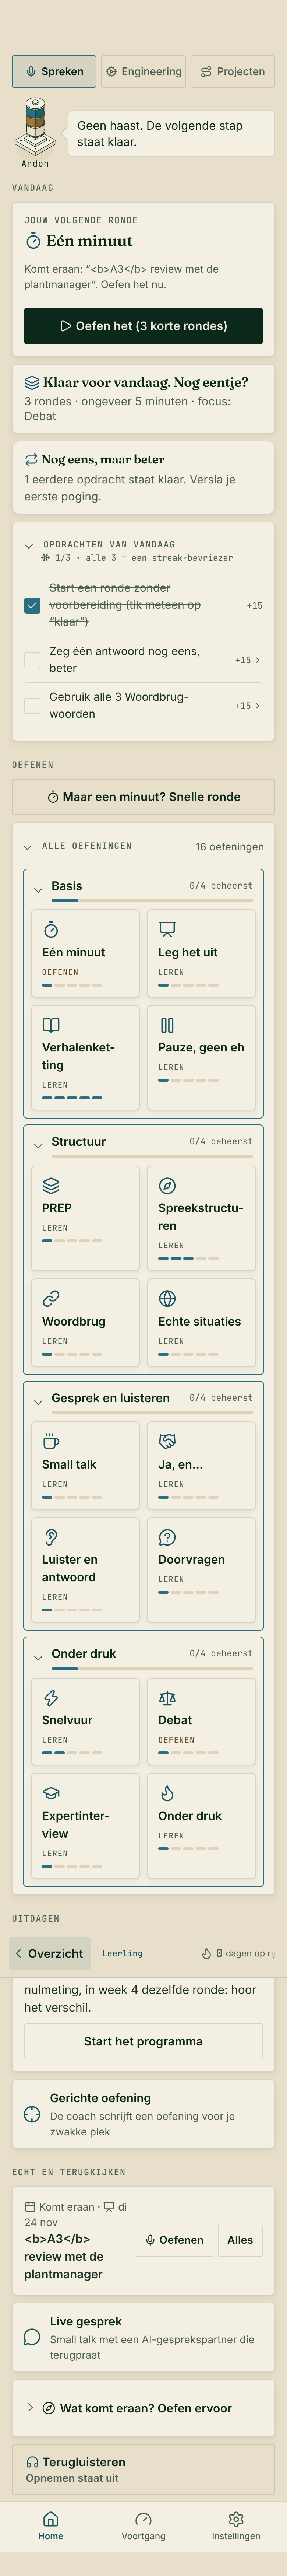 Spreken
Engineering
Projecten
Geen haast. De volgende stap
staat klaar.
Andon
VANDAAG
JOUW VOLGENDE RONDE
Eén minuut
Komt eraan: “<b>A3</b> review met de
plantmanager”. Oefen het nu.
Oefen het (3 korte rondes)
Klaar voor vandaag. Nog eentje?
3 rondes · ongeveer 5 minuten · focus:
Debat
Nog eens, maar beter
1 eerdere opdracht staat klaar. Versla je
eerste poging.
OPDRACHTEN VAN VANDAAG
1/3 · alle 3 = een streak-bevriezer
Start een ronde zonder
voorbereiding (tik meteen op
“klaar”)
+15
Zeg één antwoord nog eens,
beter
+15
Gebruik alle 3 Woordbrug-
woorden
+15
OEFENEN
Maar een minuut? Snelle ronde
ALLE OEFENINGEN
16 oefeningen
Basis
0/4 beheerst
Eén minuut
OEFENEN
Leg het uit
LEREN
Verhalenket-
ting
LEREN
Pauze, geen eh
LEREN
Structuur
0/4 beheerst
PREP
LEREN
Spreekstructu-
ren
LEREN
Woordbrug
LEREN
Echte situaties
LEREN
Gesprek en luisteren
0/4 beheerst
Small talk
LEREN
Ja, en...
LEREN
Luister en
antwoord
LEREN
Doorvragen
LEREN
Onder druk
0/4 beheerst
Snelvuur
LEREN
Debat
OEFENEN
Expertinter-
view
LEREN
Onder druk
LEREN
UITDAGEN
Overzicht
Leerling
0 dagen op rij
nulmeting, in week 4 dezelfde ronde: hoor
het verschil.
Start het programma
Gerichte oefening
De coach schrijft een oefening voor je
zwakke plek
ECHT EN TERUGKIJKEN
Komt eraan · di
24 nov
<b>A3</b>
review met de
plantmanager
Oefenen
Alles
Live gesprek
Small talk met een AI-gesprekspartner die
terugpraat
Wat komt eraan? Oefen ervoor
Terugluisteren
Opnemen staat uit
Home
Voortgang
Instellingen